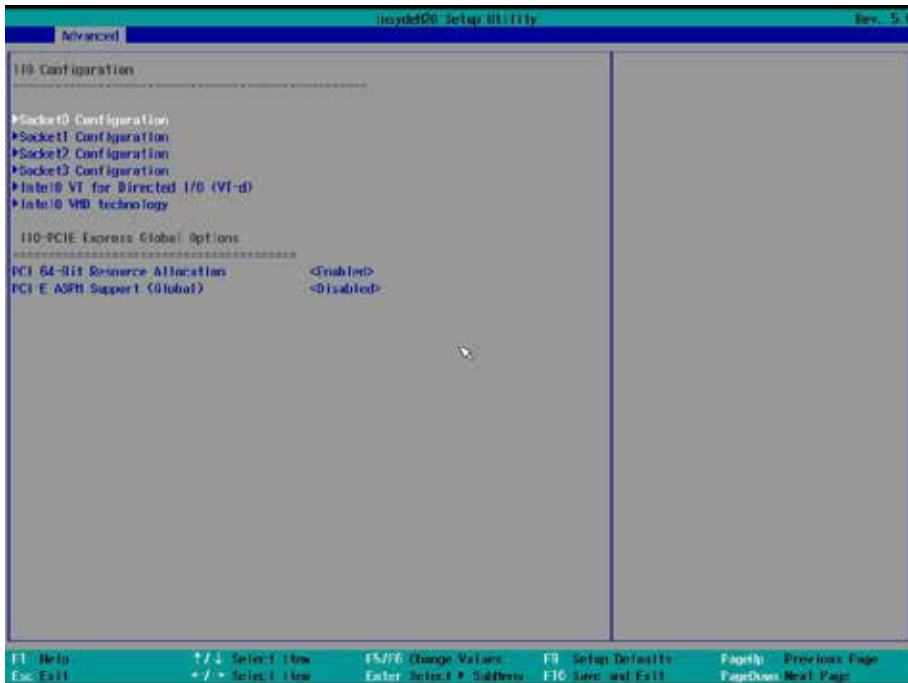 InsydeH20 Setup Utility Rev. 5.
Advanced
IIO Configuration
▶Socket0 Configuration
▶Socket1 Configuration
▶Socket2 Configuration
▶Socket3 Configuration
▶Intel® VT for Directed I/O (VT-d)
▶Intel® VMD technology
IIO-PCIE Express Global Options
PCI 64-Bit Resource Allocation <Enabled>
PCI-E ASPM Support (Global) <Disabled>
F1 Help ↑/↓ Select Item F5/F6 Change Values F9 Setup Defaults PageUp Previous Page
Esc Exit Select Item Enter Select ▶ SubMenu F10 Save and Exit PageDown Next Page